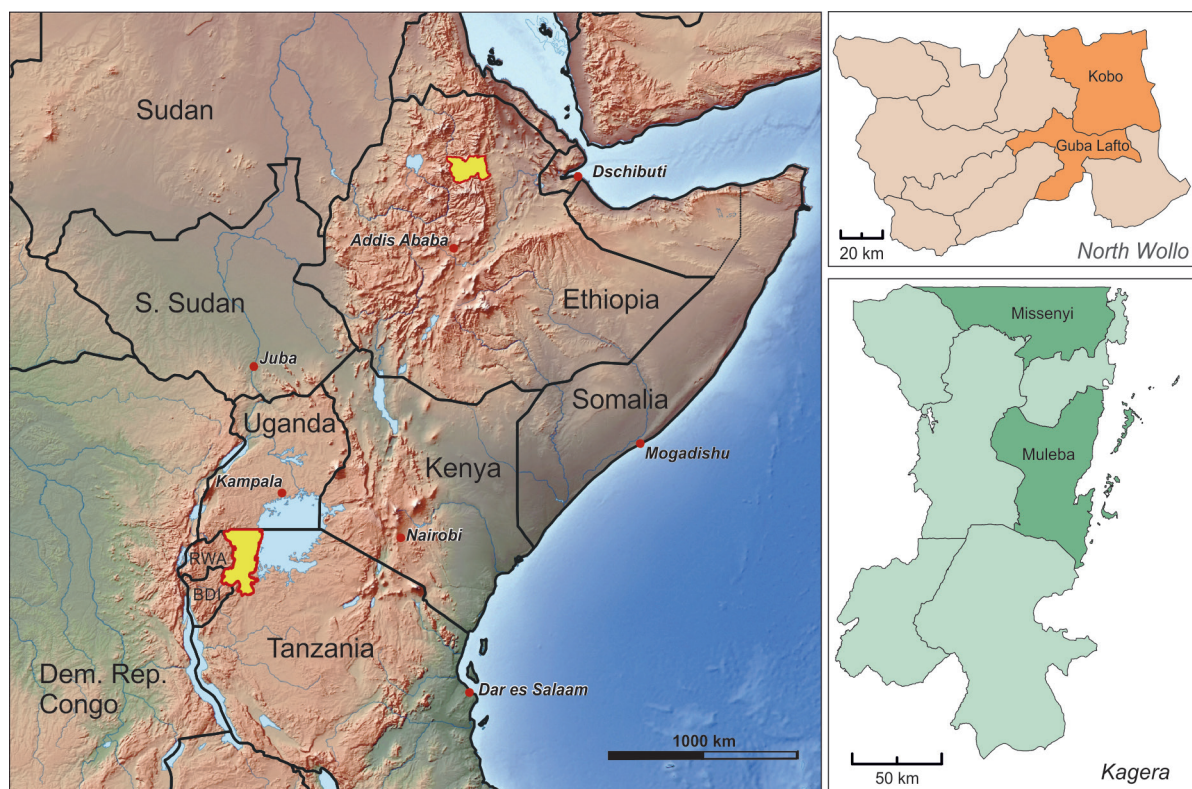 Sudan
Dschibuti
Addis Ababa
Ethiopia
S. Sudan
Juba
Somalia
Uganda
Mogadishu
Kenya
Kampala
Nairobi
RWA
BDI
Tanzania
Dem. Rep.
Congo
Dar es Salaam
1000 km
Kobo
Guba Lafto
20 km
North Wollo
Missenyi
Muleba
50 km
Kagera